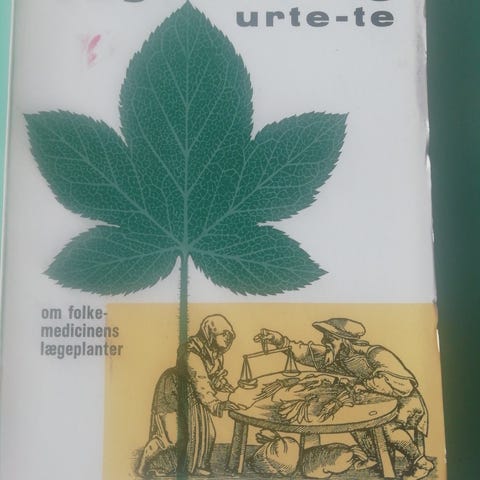 urte-te
om folke-
medicinens
lægeplanter